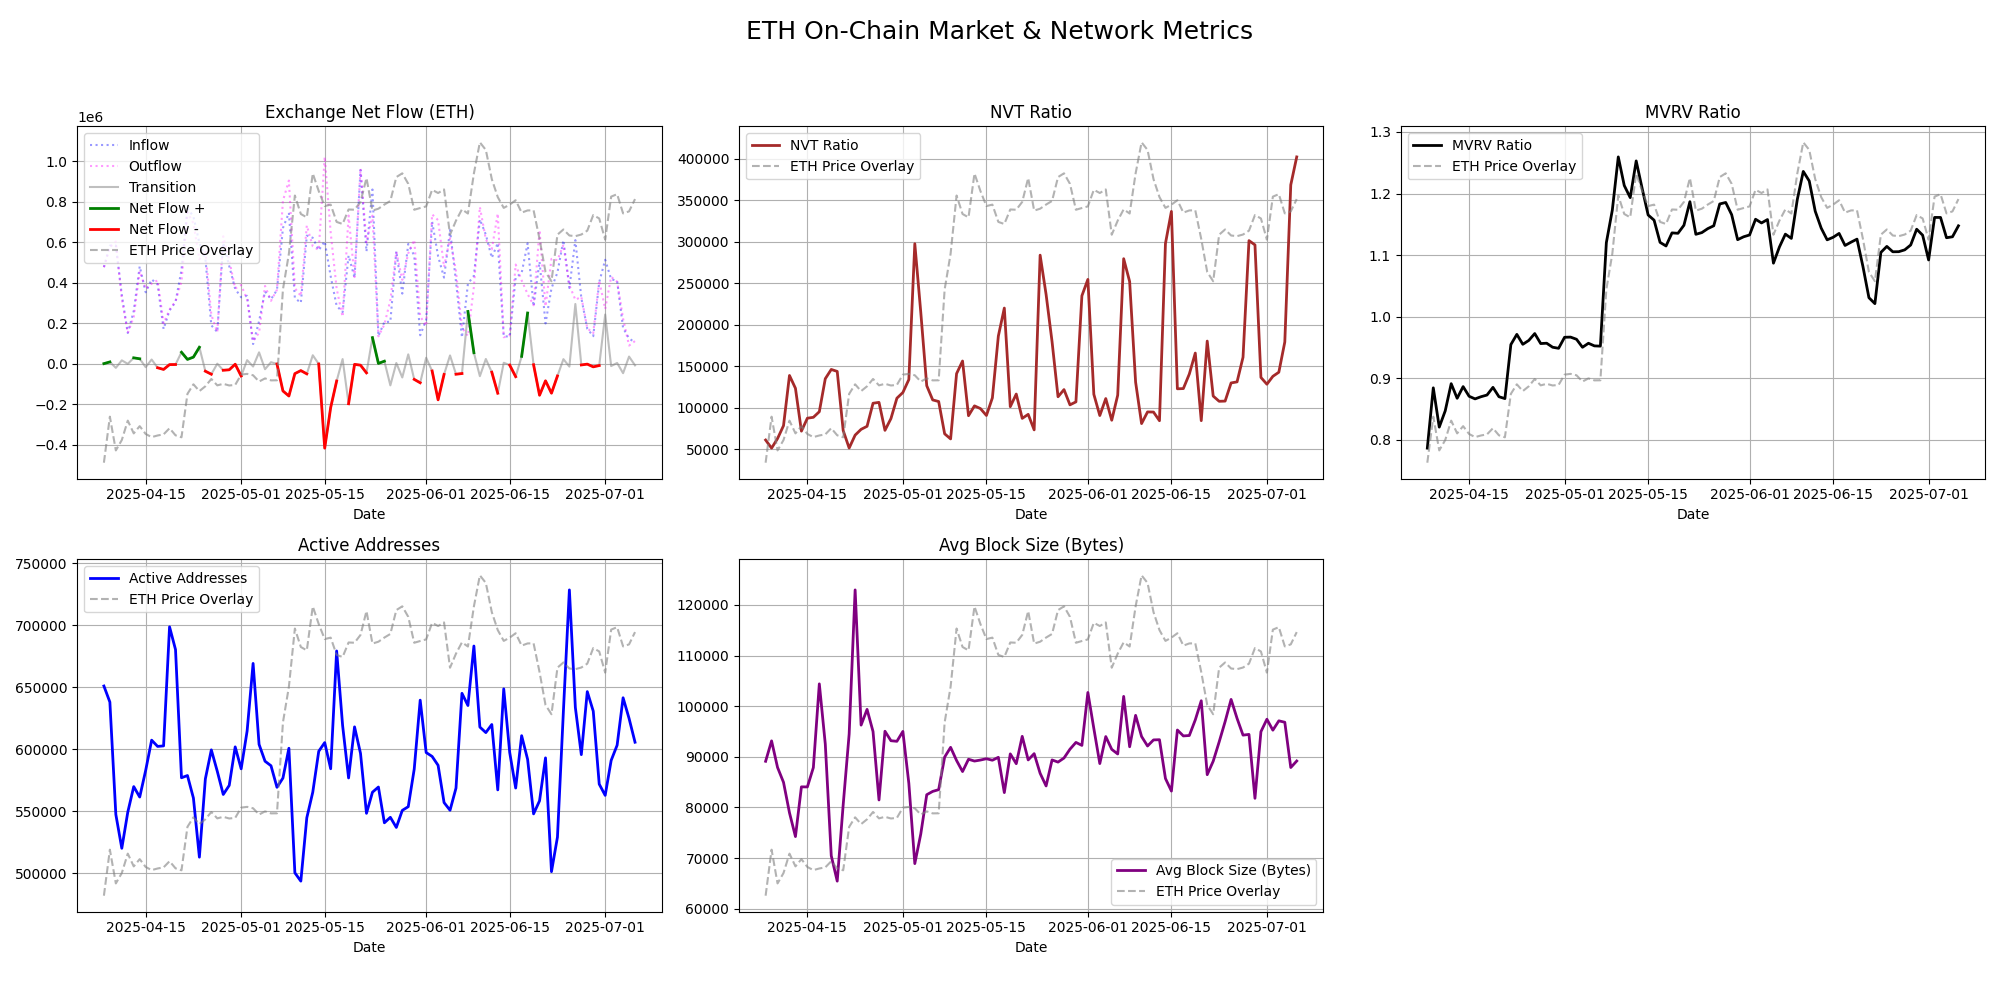 ETH On-Chain Market & Network Metrics
Exchange Net Flow (ETH)
1e6
Inflow
Outflow
Transition
Net Flow +
Net Flow -
ETH Price Overlay
1.0
0.8
0.6
0.4
0.2
0.0
−0.2
−0.4
2025-04-15 2025-05-01 2025-05-15 2025-06-01 2025-06-15 2025-07-01
Date
NVT Ratio
NVT Ratio
ETH Price Overlay
400000
350000
300000
250000
200000
150000
100000
50000
2025-04-15 2025-05-01 2025-05-15 2025-06-01 2025-06-15 2025-07-01
Date
MVRV Ratio
MVRV Ratio
ETH Price Overlay
1.3
1.2
1.1
1.0
0.9
0.8
2025-04-15 2025-05-01 2025-05-15 2025-06-01 2025-06-15 2025-07-01
Date
Active Addresses
Active Addresses
ETH Price Overlay
750000
700000
650000
600000
550000
500000
2025-04-15 2025-05-01 2025-05-15 2025-06-01 2025-06-15 2025-07-01
Date
Avg Block Size (Bytes)
120000
110000
100000
90000
80000
70000
60000
Avg Block Size (Bytes)
ETH Price Overlay
2025-04-15 2025-05-01 2025-05-15 2025-06-01 2025-06-15 2025-07-01
Date